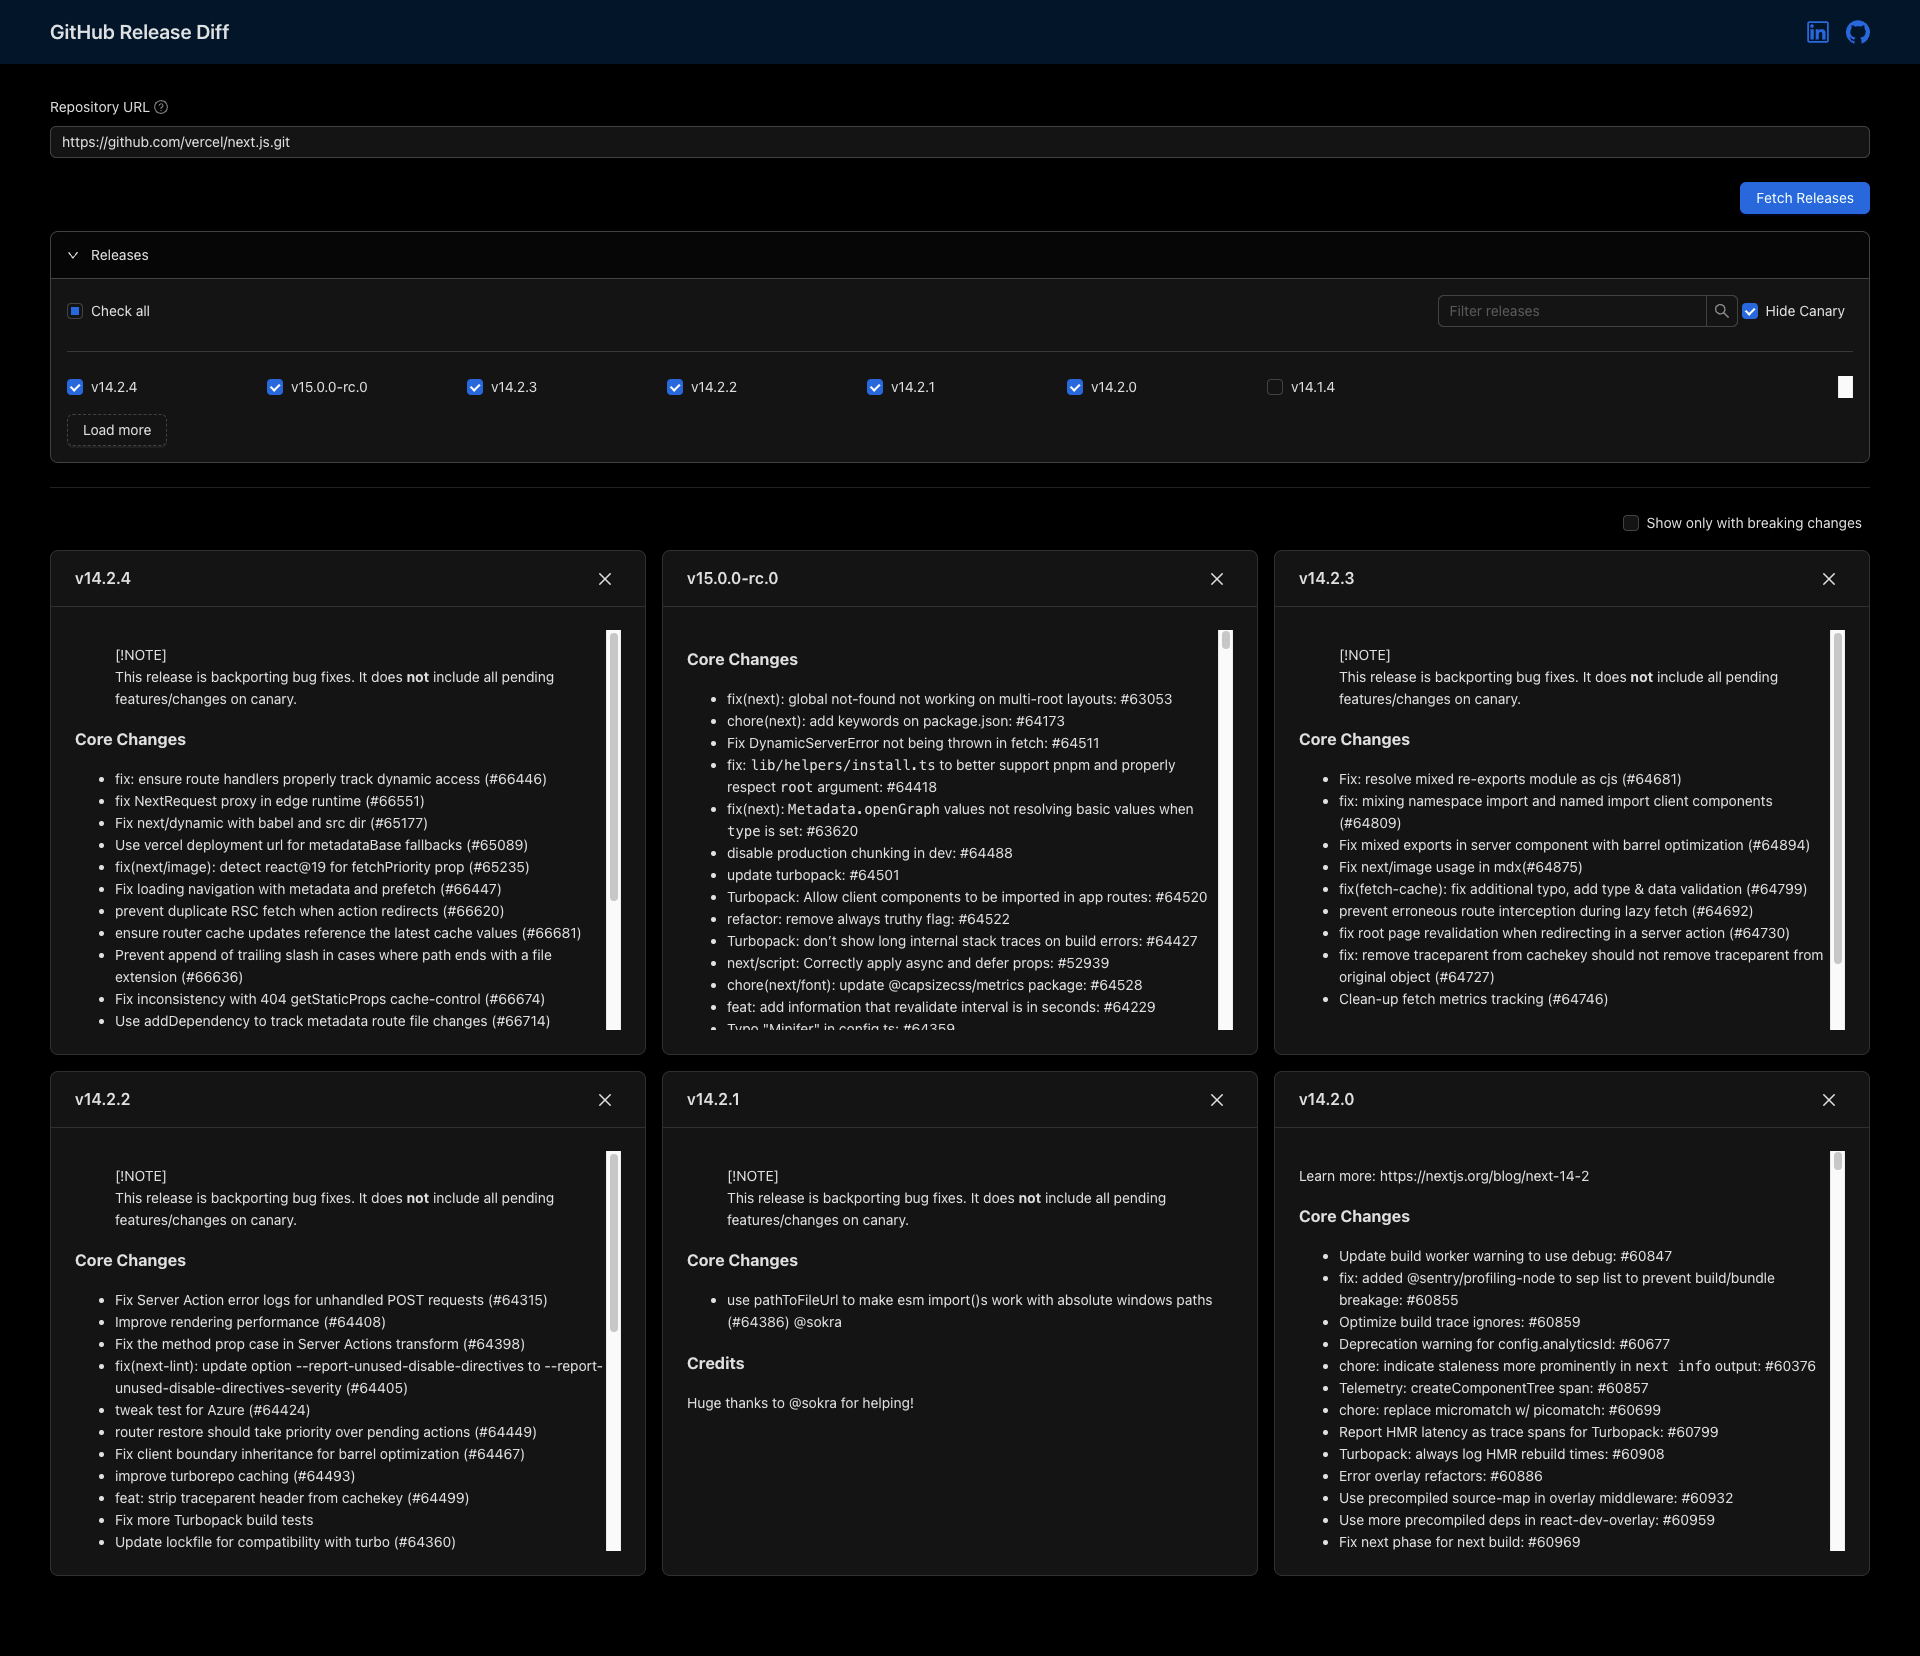 GitHub Release Diff
Repository URL
https://github.com/vercel/next.js.git
Fetch Releases
Releases
Check all
Filter releases
Hide Canary
v14.2.4
v15.0.0-rc.0
v14.2.3
v14.2.2
v14.2.1
v14.2.0
v14.1.4
Load more
Show only with breaking changes
v14.2.4
[!NOTE]
This release is backporting bug fixes. It does not include all pending
features/changes on canary.
Core Changes
fix: ensure route handlers properly track dynamic access (#66446)
fix NextRequest proxy in edge runtime (#66551)
Fix next/dynamic with babel and src dir (#65177)
Use vercel deployment url for metadataBase fallbacks (#65089)
fix(next/image): detect react@19 for fetchPriority prop (#65235)
Fix loading navigation with metadata and prefetch (#66447)
prevent duplicate RSC fetch when action redirects (#66620)
ensure router cache updates reference the latest cache values (#66681)
Prevent append of trailing slash in cases where path ends with a file
extension (#66636)
Fix inconsistency with 404 getStaticProps cache-control (#66674)
Use addDependency to track metadata route file changes (#66714)
v15.0.0-rc.0
Core Changes
fix(next): global not-found not working on multi-root layouts: #63053
chore(next): add keywords on package.json: #64173
Fix DynamicServerError not being thrown in fetch: #64511
fix: lib/helpers/install.ts to better support pnpm and properly
respect root argument: #64418
fix(next): Metadata.openGraph values not resolving basic values when
type is set: #63620
disable production chunking in dev: #64488
update turbopack: #64501
Turbopack: Allow client components to be imported in app routes: #64520
refactor: remove always truthy flag: #64522
Turbopack: don’t show long internal stack traces on build errors: #64427
next/script: Correctly apply async and defer props: #52939
chore(next/font): update @capsizecss/metrics package: #64528
feat: add information that revalidate interval is in seconds: #64229
Typo "Minifer" in config.ts: #64359
v14.2.3
[!NOTE]
This release is backporting bug fixes. It does not include all pending
features/changes on canary.
Core Changes
Fix: resolve mixed re-exports module as cjs (#64681)
fix: mixing namespace import and named import client components
(#64809)
Fix mixed exports in server component with barrel optimization (#64894)
Fix next/image usage in mdx(#64875)
fix(fetch-cache): fix additional typo, add type & data validation (#64799)
prevent erroneous route interception during lazy fetch (#64692)
fix root page revalidation when redirecting in a server action (#64730)
fix: remove traceparent from cachekey should not remove traceparent from
original object (#64727)
Clean-up fetch metrics tracking (#64746)
v14.2.2
[!NOTE]
This release is backporting bug fixes. It does not include all pending
features/changes on canary.
Core Changes
Fix Server Action error logs for unhandled POST requests (#64315)
Improve rendering performance (#64408)
Fix the method prop case in Server Actions transform (#64398)
fix(next-lint): update option --report-unused-disable-directives to --report-
unused-disable-directives-severity (#64405)
tweak test for Azure (#64424)
router restore should take priority over pending actions (#64449)
Fix client boundary inheritance for barrel optimization (#64467)
improve turborepo caching (#64493)
feat: strip traceparent header from cachekey (#64499)
Fix more Turbopack build tests
Update lockfile for compatibility with turbo (#64360)
v14.2.1
[!NOTE]
This release is backporting bug fixes. It does not include all pending
features/changes on canary.
Core Changes
use pathToFileUrl to make esm import()s work with absolute windows paths
(#64386) @sokra
Credits
Huge thanks to @sokra for helping!
v14.2.0
Learn more: https://nextjs.org/blog/next-14-2
Core Changes
Update build worker warning to use debug: #60847
fix: added @sentry/profiling-node to sep list to prevent build/bundle
breakage: #60855
Optimize build trace ignores: #60859
Deprecation warning for config.analyticsId: #60677
chore: indicate staleness more prominently in next info output: #60376
Telemetry: createComponentTree span: #60857
chore: replace micromatch w/ picomatch: #60699
Report HMR latency as trace spans for Turbopack: #60799
Turbopack: always log HMR rebuild times: #60908
Error overlay refactors: #60886
Use precompiled source-map in overlay middleware: #60932
Use more precompiled deps in react-dev-overlay: #60959
Fix next phase for next build: #60969